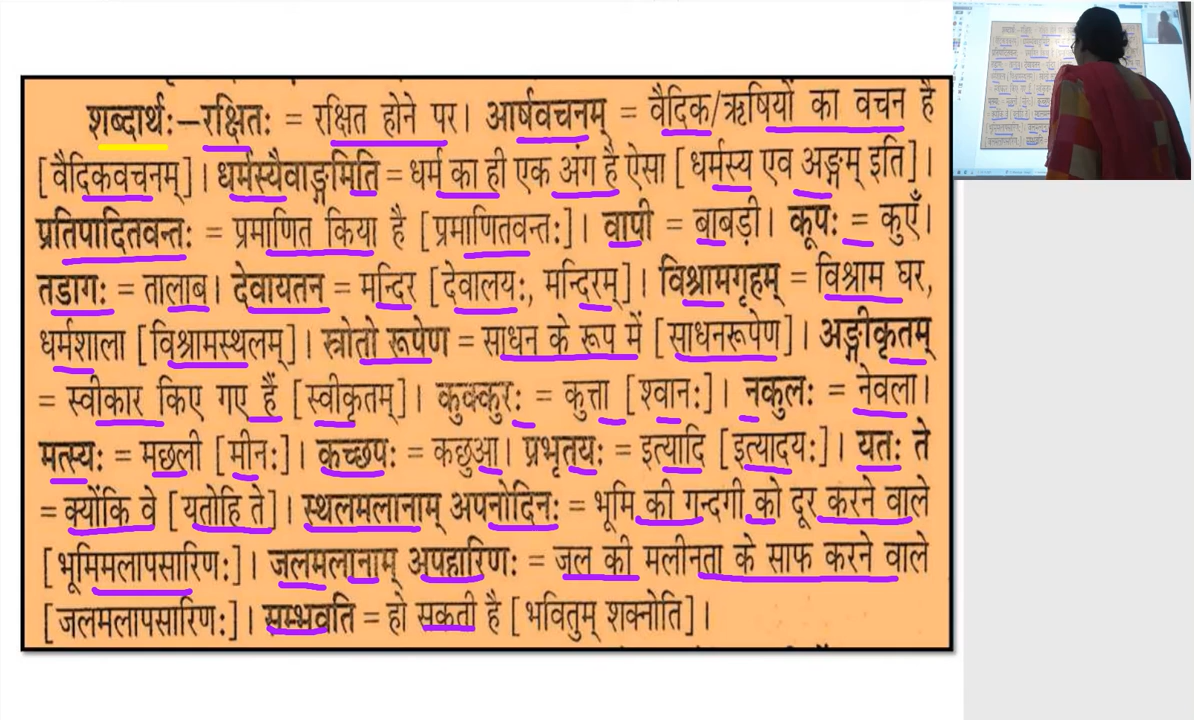 शब्दार्थः–रक्षितः = रक्षित होने पर। आर्षवचनम् = वैदिक/ऋषियों का वचन है
[वैदिकवचनम्]। धर्मस्यैवाङ्गमिति = धर्म का ही एक अंग है ऐसा [धर्मस्य एव अङ्गम् इति]।
प्रतिपादितवन्तः = प्रमाणित किया है [प्रमाणितवन्तः]। वापी = बाबड़ी। कूपः = कुएँ।
तडागः = तालाब। देवायतन = मन्दिर [देवालयः, मन्दिरम्]। विश्रामगृहम् = विश्राम घर,
धर्मशाला [विश्रामस्थलम्]। स्रोतो रूपेण = साधन के रूप में [साधनरूपेण]। अङ्गीकृतम्
= स्वीकार किए गए हैं [स्वीकृतम्]। कुक्कुरः = कुत्ता [श्वानः]। नकुलः = नेवला।
मत्स्यः = मछली [मीनः]। कच्छपः = कछुआ। प्रभृतयः = इत्यादि [इत्यादयः]। यतः ते
= क्योंकि वे [यतोहि ते]। स्थलमलानाम् अपनोदिनः = भूमि की गन्दगी को दूर करने वाले
[भूमिमलापसारिणः]। जलमलानाम् अपहारिणः = जल की मलीनता के साफ करने वाले
[जलमलापसारिणः]। सम्भवति = हो सकती है [भवितुम् शक्नोति]।